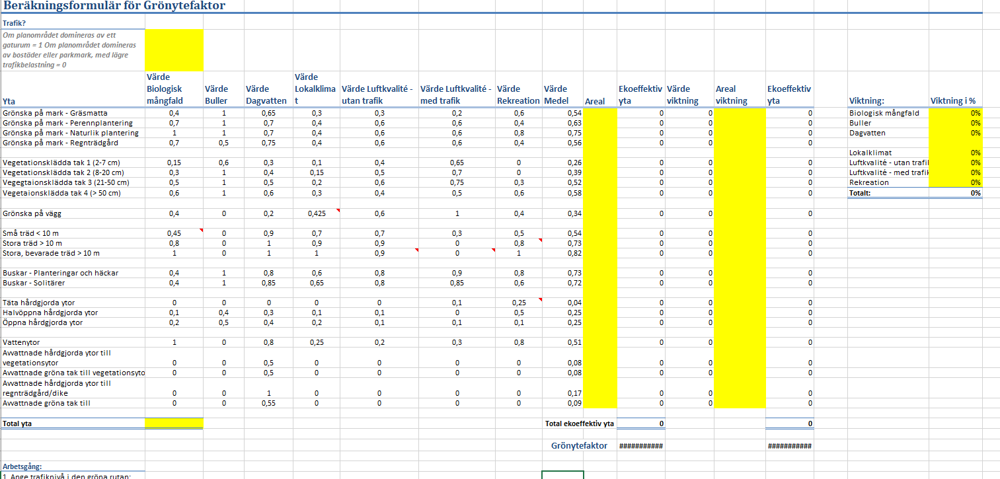 Beräkningsformulär för Grönytefaktor
Trafik?
Om planområdet domineras av ett
gaturum = 1 Om planområdet domineras
av bostäder eller parkmark, med lägre
trafikbelastning = 0
Yta Värde Biologisk mångfald Värde Buller Värde Dagvatten Värde Lokalklimat Värde Luftkvalité - utan trafik Värde Luftkvalité - med trafik Värde Rekreation Värde Medel Areal Ekoeffektiv yta Värde viktning Areal viktning Ekoeffektiv yta Viktning: Viktning i %
Grönska på mark - Gräsmatta 0,4 1 0,65 0,3 0,3 0,2 0,6 0,54 0 0 0 Biologisk mångfald 0%
Grönska på mark - Perennplantering 0,7 1 0,7 0,4 0,6 0,6 0,4 0,63 0 0 0 Buller 0%
Grönska på mark - Naturlik plantering 1 1 0,7 0,4 0,6 0,6 0,8 0,75 0 0 0 Dagvatten 0%
Grönska på mark - Regnträdgård 0,7 0,5 0,75 0,4 0,6 0,6 0,4 0,56 0 0 0
Lokalklimat 0%
Vegetationsklädda tak 1 (2-7 cm) 0,15 0,6 0,3 0,1 0,4 0,65 0 0,26 0 0 0 Luftkvalité - utan trafil 0%
Vegetationsklädda tak 2 (8-20 cm) 0,3 1 0,4 0,15 0,5 0,7 0 0,39 0 0 0 Luftkvalité - med trafik 0%
Vegegtaionsklädda tak 3 (21-50 cm) 0,5 1 0,5 0,2 0,6 0,75 0,3 0,52 0 0 0 Rekreation 0%
Vegetaionsklädda tak 4 (> 50 cm) 0,6 1 0,6 0,3 0,4 0,5 0,6 0,58 0 0 0 Totalt: 0%
Grönska på vägg 0,4 0 0,2 0,425 0,6 1 0,4 0,34 0 0 0
Små träd < 10 m 0,45 0 0,9 0,7 0,7 0,3 0,5 0,54 0 0 0
Stora träd > 10 m 0,8 0 1 0,9 0,9 0 0,8 0,73 0 0 0
Stora, bevarade träd > 10 m 1 0 1 1 0,9 0 1 0,82 0 0 0
Buskar - Planteringar och häckar 0,4 1 0,8 0,6 0,8 0,9 0,8 0,73 0 0 0
Buskar - Solitärer 0,4 1 0,85 0,65 0,8 0,85 0,6 0,72 0 0 0
Täta hårdgjorda ytor 0 0 0 0 0 0,1 0,25 0,04 0 0 0
Halvöppna hårdgjorda ytor 0,1 0,4 0,3 0,1 0,1 0 0,5 0,25 0 0 0
Öppna hårdgjorda ytor 0,2 0,5 0,4 0,2 0,1 0,1 0,1 0,25 0 0 0
Vattenytor 1 0 0,8 0,25 0,2 0,3 0,8 0,51 0 0 0
Avvattnade hårdgjorda ytor till
vegetationsytor 0 0 0,5 0 0 0 0 0,08 0 0 0
Avvattnade gröna tak till vegetationsyto 0 0 0,5 0 0 0 0 0,08 0 0 0
Avvattnade hårdgjorda ytor till
regnträdgård/dike 0 0 1 0 0 0 0 0,17 0 0 0
Avvattnade gröna tak till 0 0 0,55 0 0 0 0 0,09 0 0 0
Total yta Total ekoeffektiv yta 0 0
Grönytefaktor ########### ###########
Arbetsgång:
1. Ange trafiknivå i den gröna rutan: